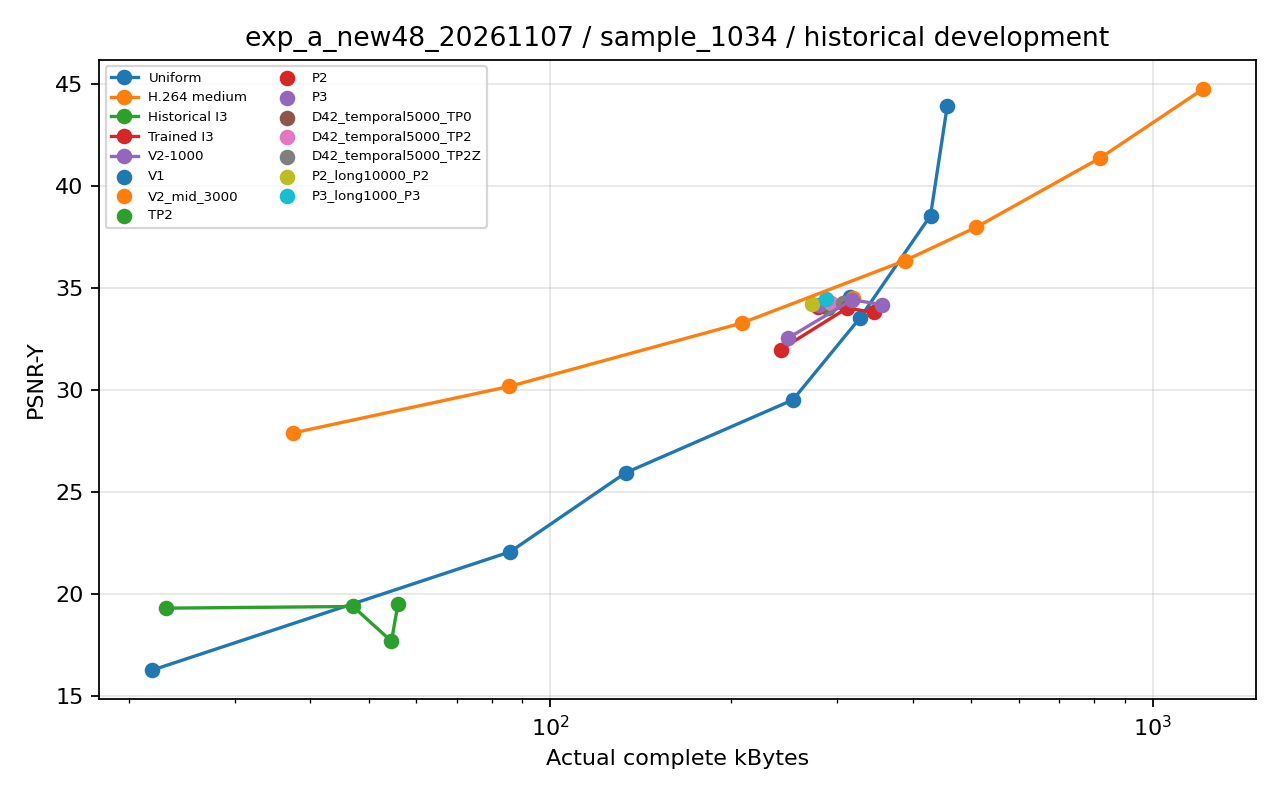 exp_a_new48_20261107 / sample_1034 / historical development
Uniform
H.264 medium
Historical I3
Trained I3
V2-1000
V1
V2_mid_3000
TP2
P2
P3
D42_temporal5000_TP0
D42_temporal5000_TP2
D42_temporal5000_TP2Z
P2_long10000_P2
P3_long1000_P3
PSNR-Y
45
40
35
30
25
20
15
10²
10³
Actual complete kBytes